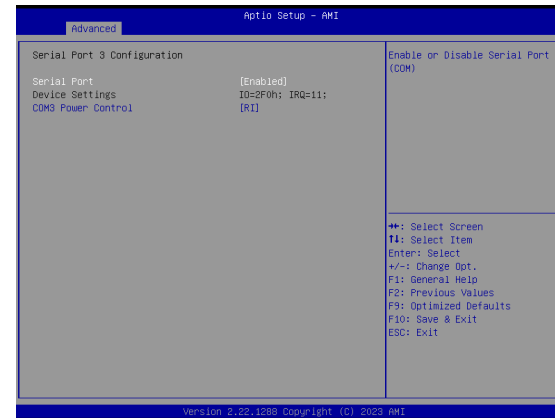 Aptio Setup - AMI
Advanced
Serial Port 3 Configuration
Serial Port [Enabled]
Device Settings IO=2F0h; IRQ=11;
COM3 Power Control [RI]
Enable or Disable Serial Port
(COM)
→←: Select Screen
↑↓: Select Item
Enter: Select
+/-: Change Opt.
F1: General Help
F2: Previous Values
F9: Optimized Defaults
F10: Save & Exit
ESC: Exit
Version 2.22.1288 Copyright (C) 2023 AMI